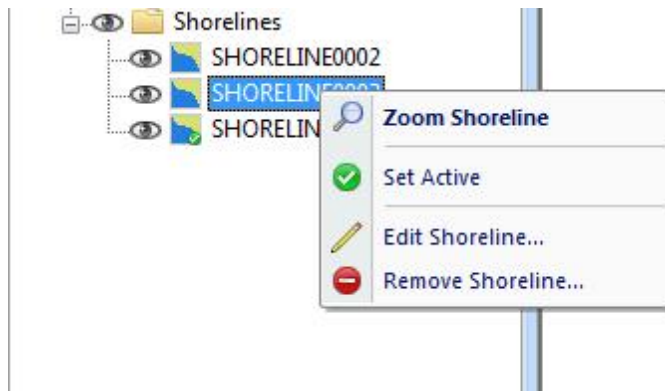 Shorelines
SHORELINE0002
Zoom Shoreline
Set Active
Edit Shoreline...
Remove Shoreline...